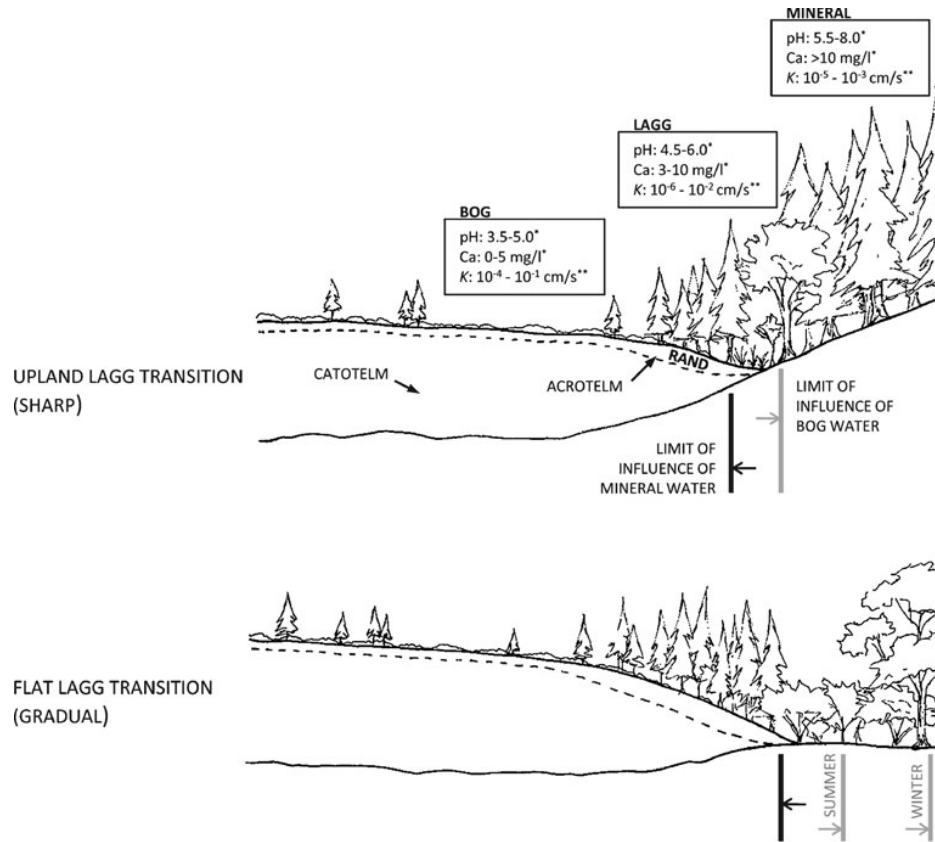 MINERAL
pH: 5.5-8.0*
Ca: >10 mg/l*
K: 10⁻⁵ - 10⁻³ cm/s**
LAGG
pH: 4.5-6.0*
Ca: 3-10 mg/l*
K: 10⁻⁶ - 10⁻² cm/s**
BOG
pH: 3.5-5.0*
Ca: 0-5 mg/l*
K: 10⁻⁴ - 10⁻¹ cm/s**
UPLAND LAGG TRANSITION
(SHARP)
CATOTELM
ACROTELM
RAND
LIMIT OF
INFLUENCE OF
BOG WATER
LIMIT OF
INFLUENCE OF
MINERAL WATER
FLAT LAGG TRANSITION
(GRADUAL)
SUMMER
WINTER